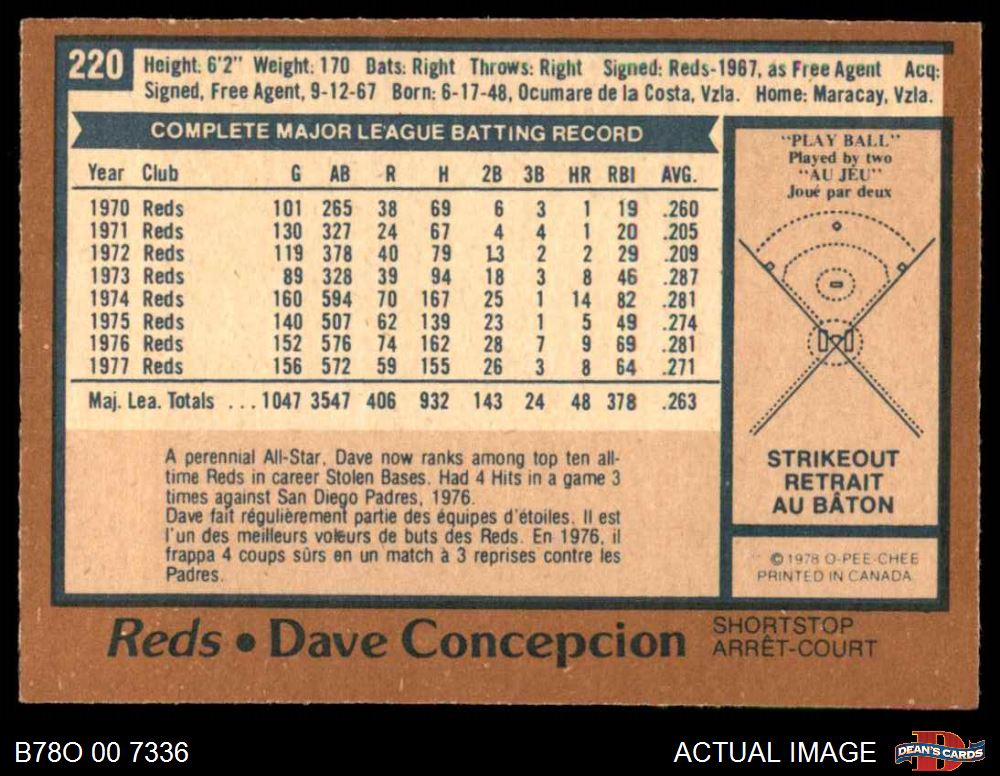 220
Height: 6'2" Weight: 170 Bats: Right Throws: Right Signed: Reds-1967, as Free Agent Acq:
Signed, Free Agent, 9-12-67 Born: 6-17-48, Ocumare de la Costa, Vzla. Home: Maracay, Vzla.
COMPLETE MAJOR LEAGUE BATTING RECORD
Year Club G AB R H 2B 3B HR RBI AVG.
1970 Reds 101 265 38 69 6 3 1 19 .260
1971 Reds 130 327 24 67 4 4 1 20 .205
1972 Reds 119 378 40 79 13 2 2 29 .209
1973 Reds 89 328 39 94 18 3 8 46 .287
1974 Reds 160 594 70 167 25 1 14 82 .281
1975 Reds 140 507 62 139 23 1 5 49 .274
1976 Reds 152 576 74 162 28 7 9 69 .281
1977 Reds 156 572 59 155 26 3 8 64 .271
Maj. Lea. Totals ... 1047 3547 406 932 143 24 48 378 .263
A perennial All-Star, Dave now ranks among top ten all-
time Reds in career Stolen Bases. Had 4 Hits in a game 3
times against San Diego Padres, 1976.
Dave fait régulièrement partie des équipes d'étoiles. Il est
l'un des meilleurs voleurs de buts des Reds. En 1976, il
frappa 4 coups sûrs en un match à 3 reprises contre les
Padres.
"PLAY BALL"
Played by two
"AU JEU"
Joué par deux
STRIKEOUT
RETRAIT
AU BÂTON
©1978 O-PEE-CHEE
PRINTED IN CANADA
Reds • Dave Concepcion
SHORTSTOP
ARRÊT-COURT
B78O 00 7336
ACTUAL IMAGE
DEAN'S CARDS